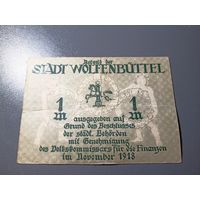 Notgeld der
STADT WOLFENBÜTTEL
1 M
1 M
ausgegeben auf
Grund des Beschlusses
der städt. Behörden
mit Genehmigung
des Volkskommissars für die Finanzen
im November 1918